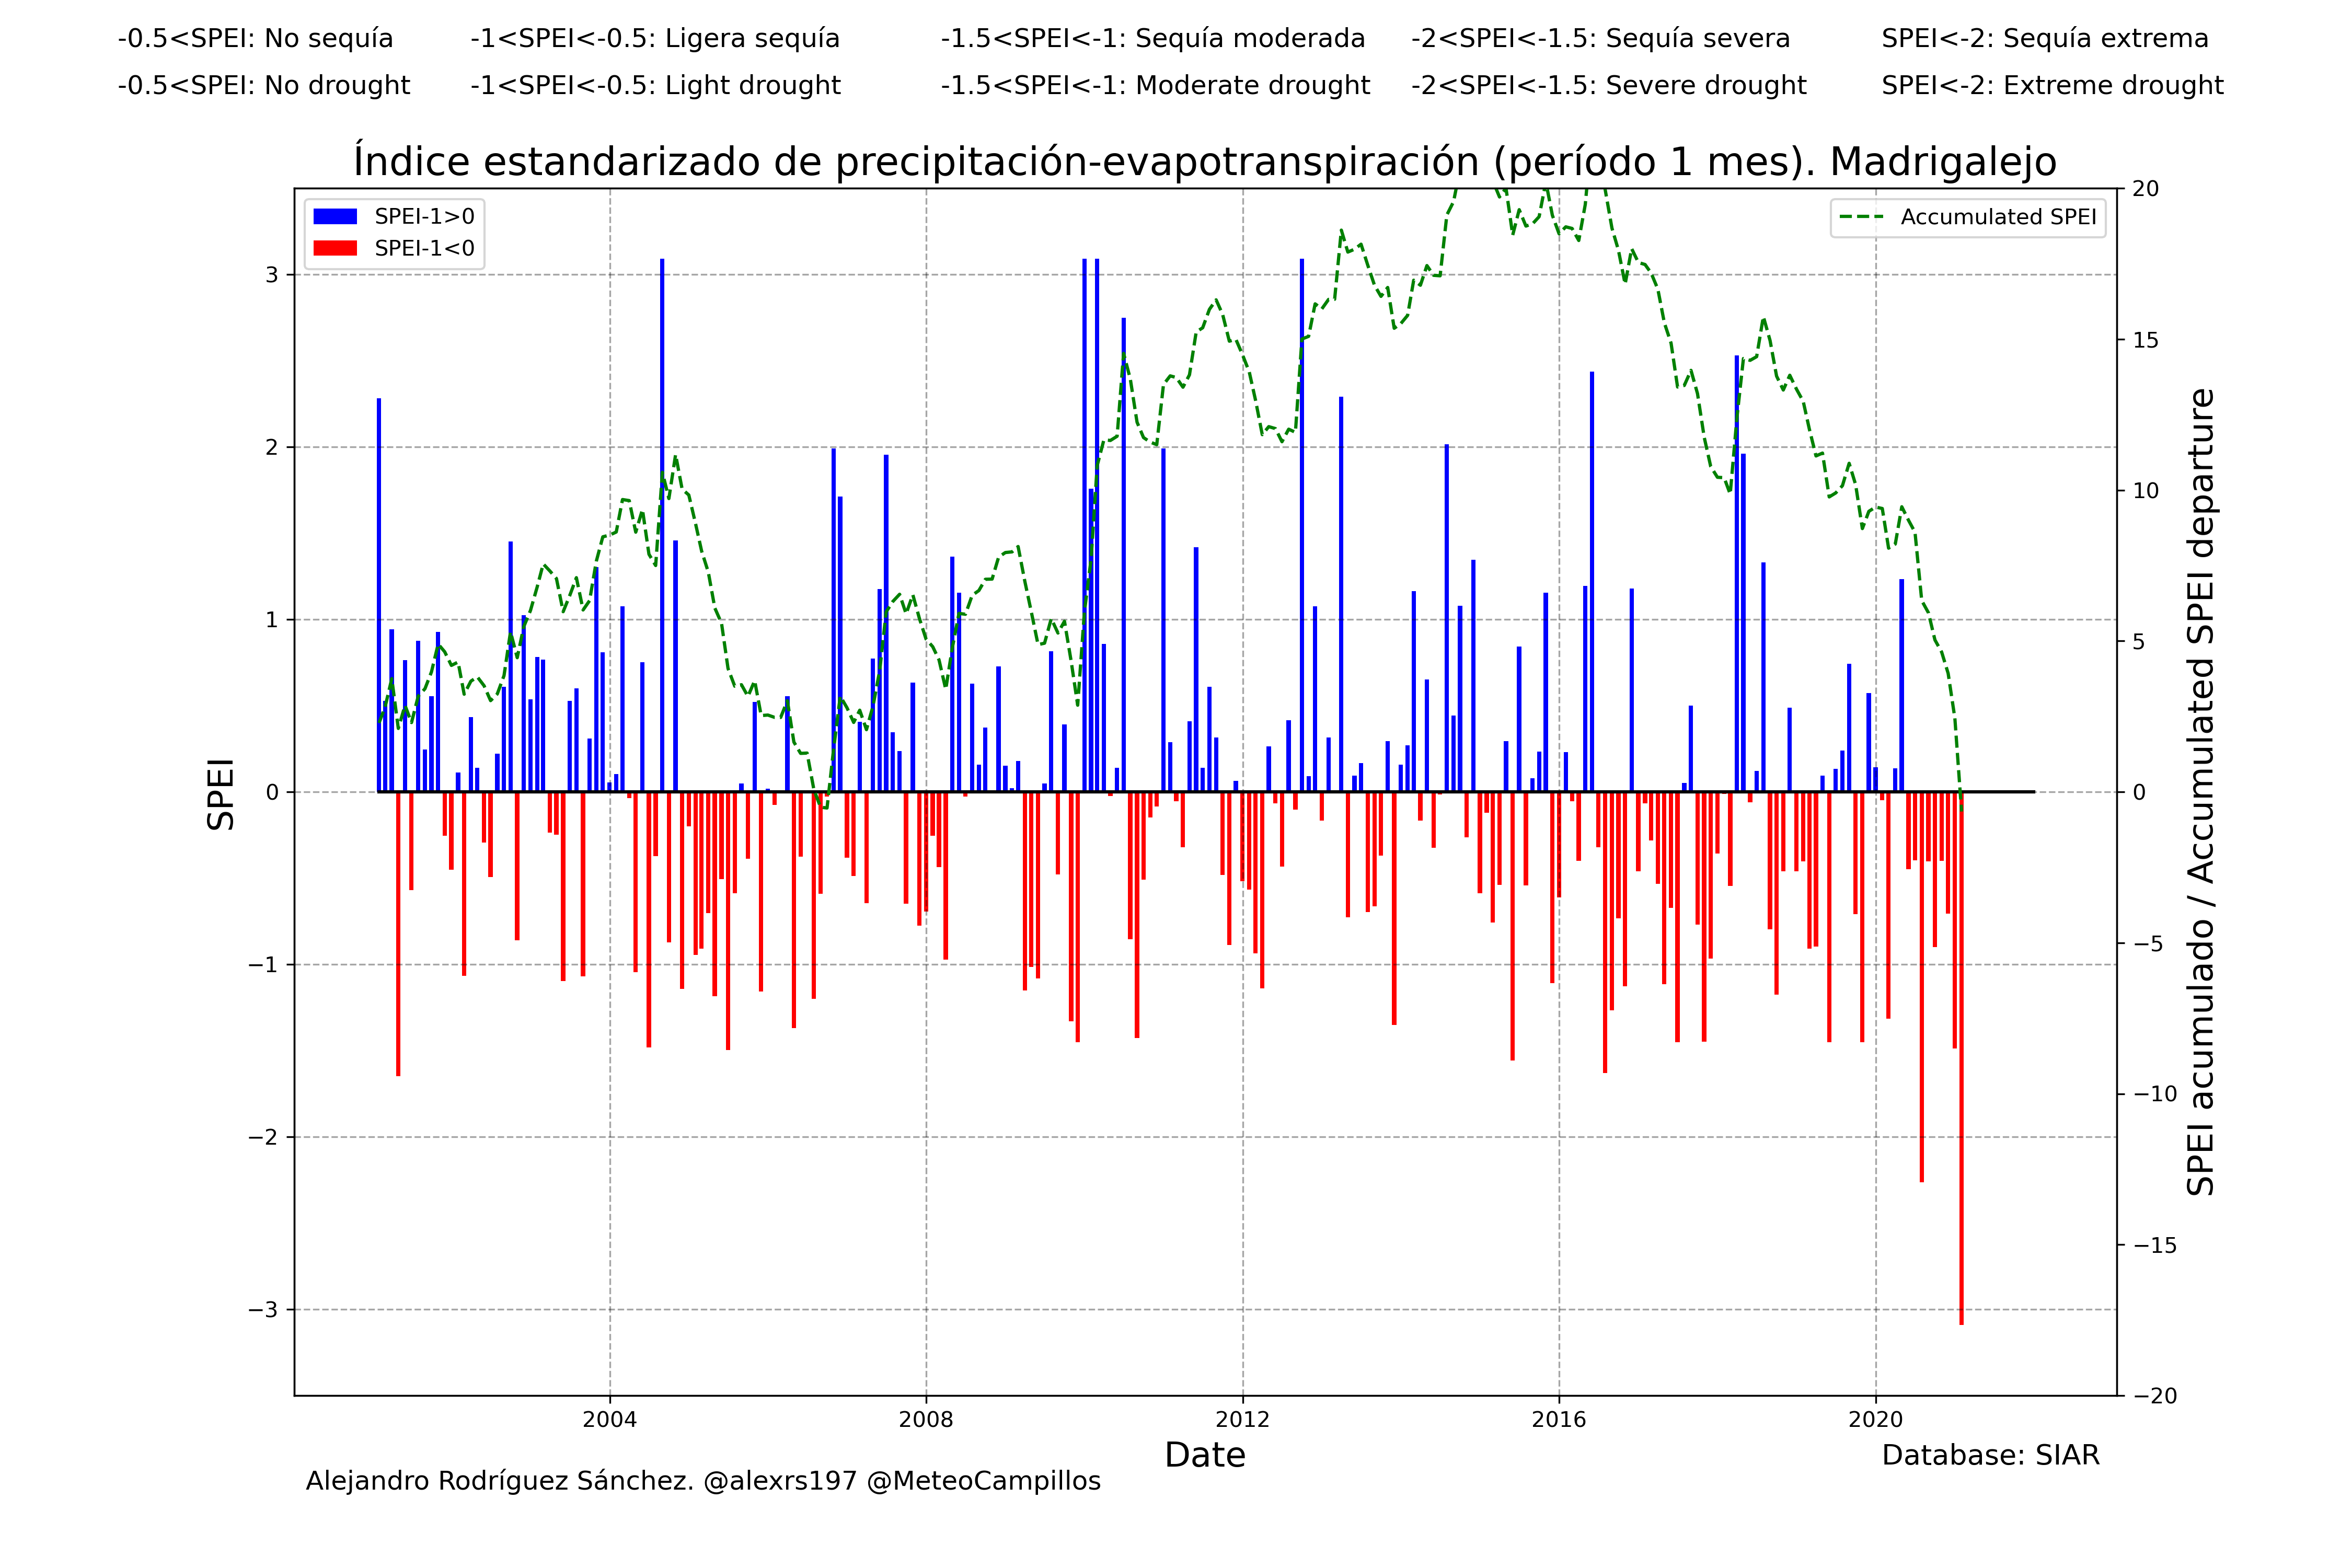 -0.5<SPEI: No sequía -1<SPEI<-0.5: Ligera sequía -1.5<SPEI<-1: Sequía moderada -2<SPEI<-1.5: Sequía severa SPEI<-2: Sequía extrema
-0.5<SPEI: No drought -1<SPEI<-0.5: Light drought -1.5<SPEI<-1: Moderate drought -2<SPEI<-1.5: Severe drought SPEI<-2: Extreme drought
Índice estandarizado de precipitación-evapotranspiración (período 1 mes). Madrigalejo
SPEI-1>0
SPEI-1<0
Accumulated SPEI
SPEI
3
2
1
0
−1
−2
−3
20
15
10
5
0
−5
−10
−15
−20
SPEI acumulado / Accumulated SPEI departure
2004 2008 2012 2016 2020
Date
Database: SIAR
Alejandro Rodríguez Sánchez. @alexrs197 @MeteoCampillos